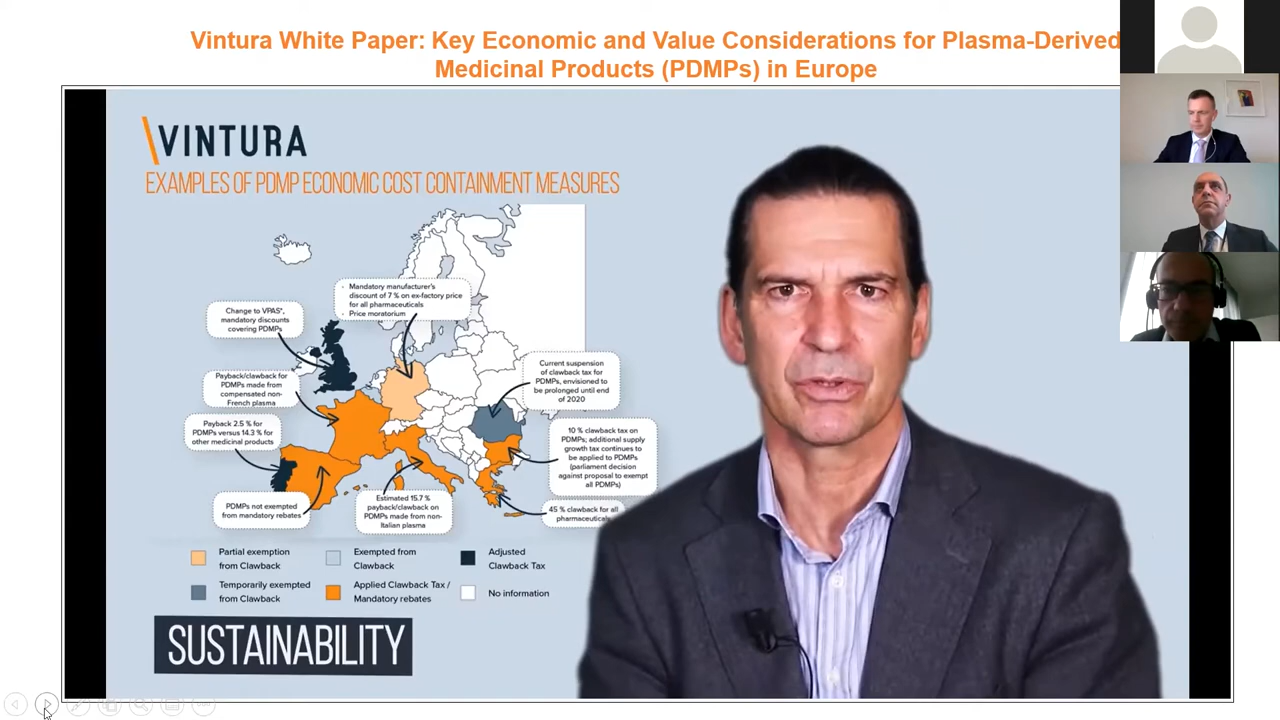 Vintura White Paper: Key Economic and Value Considerations for Plasma-Derived
Medicinal Products (PDMPs) in Europe
VINTURA
EXAMPLES OF PDMP ECONOMIC COST CONTAINMENT MEASURES
- Mandatory manufacturer's
discount of 7 % on ex-factory price
for all pharmaceuticals
- Price moratorium
Change to VPAS*,
mandatory discounts
covering PDMPs
Payback/clawback for
PDMPs made from
compensated non-
French plasma
Payback 2.5 % for
PDMPs versus 14.3 % for
other medicinal products
PDMPs not exempted
from mandatory rebates
Estimated 15.7 %
payback/clawback on
PDMPs made from non-
Italian plasma
Current suspension
of clawback tax for
PDMPs, envisioned to
be prolonged until end
of 2020
10 % clawback tax on
PDMPs; additional supply
growth tax continues to
be applied to PDMPs
(parliament decision
against proposal to exempt
all PDMPs)
45 % clawback for all
pharmaceuticals
Partial exemption
from Clawback
Exempted from
Clawback
Adjusted
Clawback Tax
Temporarily exempted
from Clawback
Applied Clawback Tax /
Mandatory rebates
No information
SUSTAINABILITY